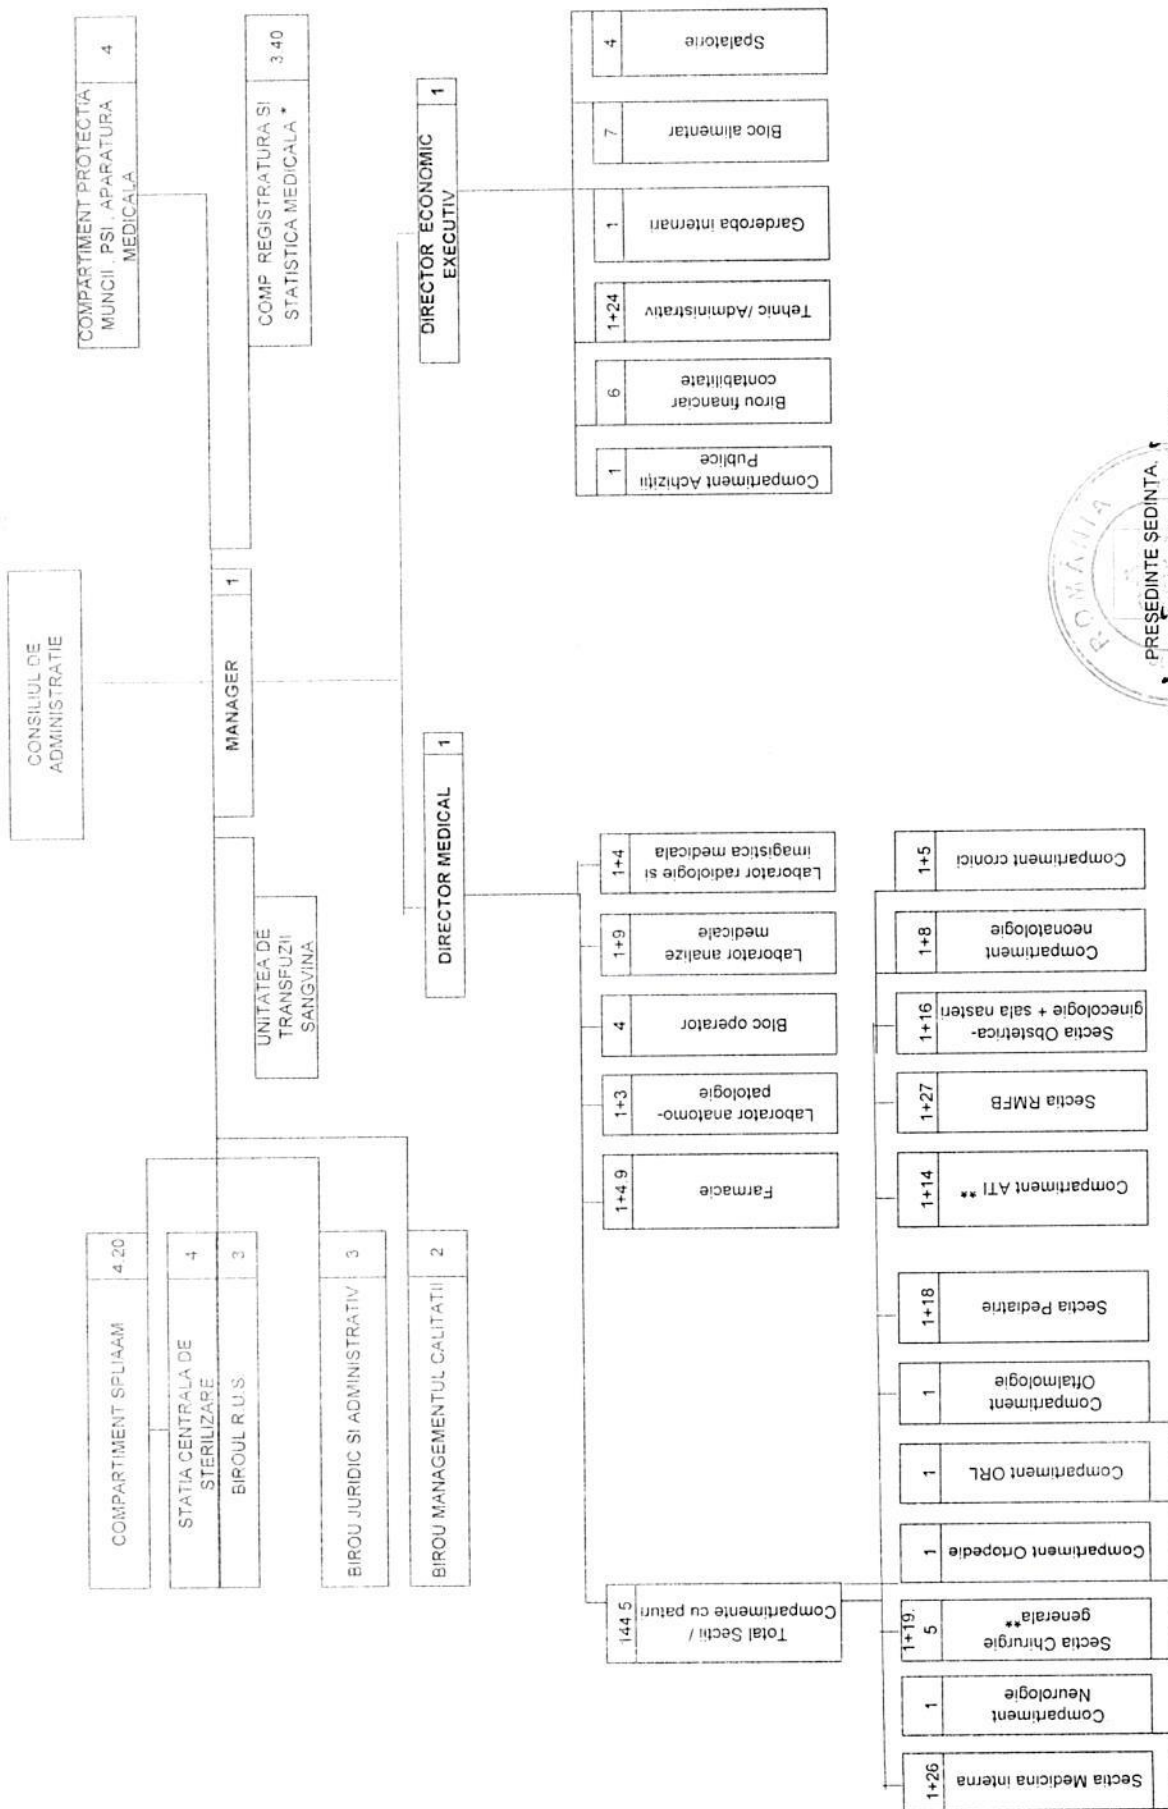 CONSILIUL DE
ADMINISTRATIE
COMPARTIMENT PROTECTIA
MUNCII, PSI, APARATURA
MEDICALA
4
COMP REGISTRATURA SI
STATISTICA MEDICALA *
3.40
MANAGER
1
UNITATEA DE
TRANSFUZII
SANGVINA
COMPARTIMENT SPLIAAM
4.20
STATIA CENTRALA DE
STERILIZARE
4
BIROUL R.U.S.
3
BIROU JURIDIC SI ADMINISTRATIV
3
BIROU MANAGEMENTUL CALITATII
2
DIRECTOR MEDICAL
1
DIRECTOR ECONOMIC
EXECUTIV
1
144.5
Total Sectii /
Compartimente cu paturi
1+4.9
Farmacie
1+3
Laborator anatomo-
patologie
4
Bloc operator
1+9
Laborator analize
medicale
1+4
Laborator radiologie si
imagistica medicala
1
Compartiment Achiziții
Publice
6
Birou financiar
contabilitate
1+24
Tehnic /Administrativ
1
Garderoba internari
7
Bloc alimentar
4
Spalatorie
1+26
Sectia Medicina interna
1
Compartiment
Neurologie
1+19.
5
Sectia Chirurgie
generala**
1
Compartiment Ortopedie
1
Compartiment ORL
1
Compartiment
Oftalmologie
1+18
Sectia Pediatrie
1+14
Compartiment ATI **
1+27
Sectia RMFB
1+16
Sectia Obstetrica-
ginecologie + sala nasteri
1+8
Compartiment
neonatologie
1+5
Compartiment cronici
ROMÂNIA
PREȘEDINTE ȘEDINȚA,